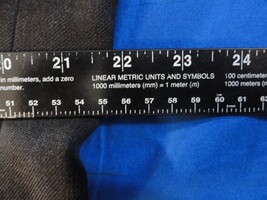 0 21 22 23 24
in millimeters, add a zero LINEAR METRIC UNITS AND SYMBOLS 100 centimeter
number. 1000 millimeters (mm) = 1 meter (m) 1000 meters (m
51 52 53 54 55 56 57 58 59 60 61 62